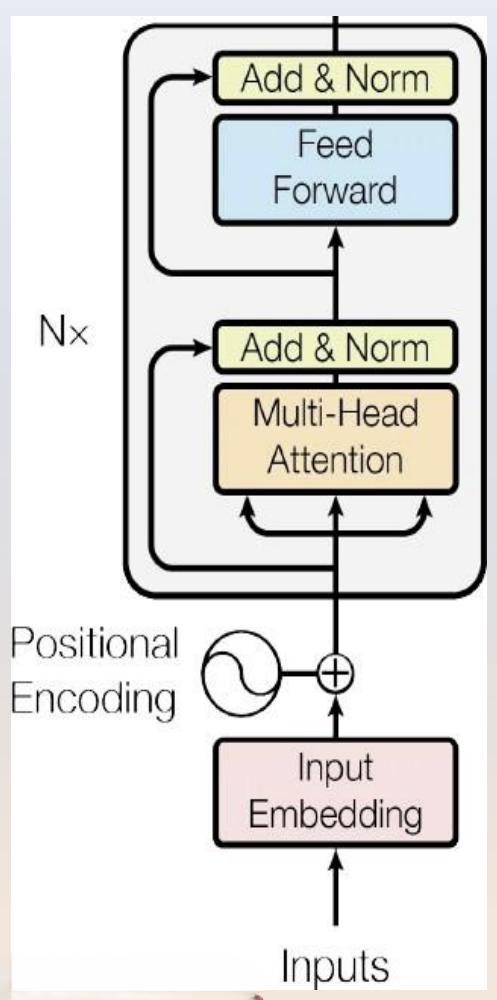 Add & Norm
Feed
Forward
Nx
Add & Norm
Multi-Head
Attention
Positional
Encoding
Input
Embedding
Inputs